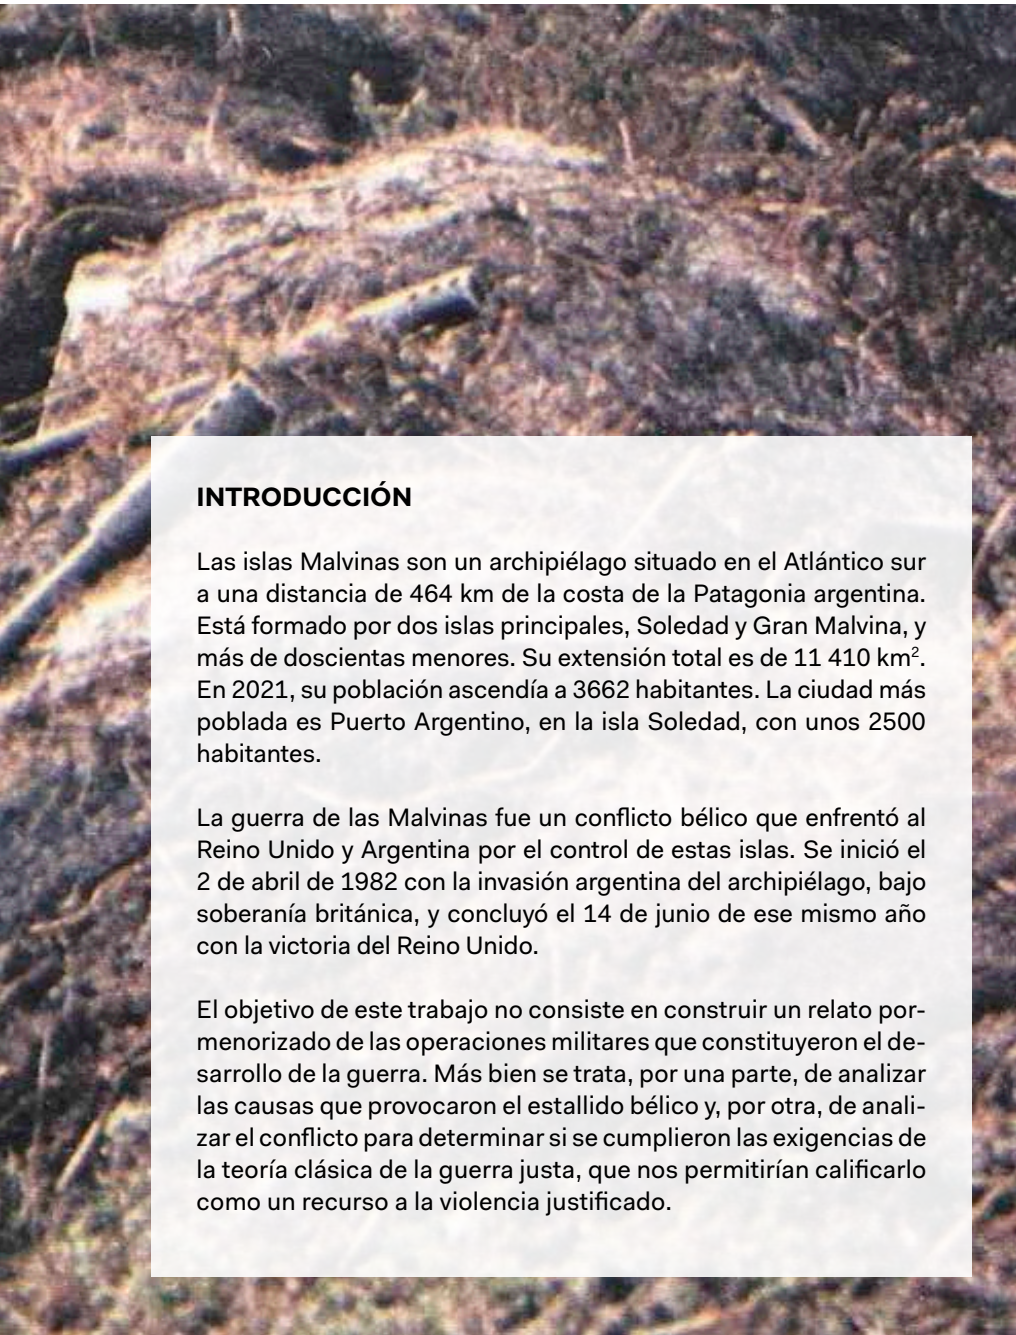 INTRODUCCIÓN
Las islas Malvinas son un archipiélago situado en el Atlántico sur
a una distancia de 464 km de la costa de la Patagonia argentina.
Está formado por dos islas principales, Soledad y Gran Malvina, y
más de doscientas menores. Su extensión total es de 11 410 km².
En 2021, su población ascendía a 3662 habitantes. La ciudad más
poblada es Puerto Argentino, en la isla Soledad, con unos 2500
habitantes.
La guerra de las Malvinas fue un conflicto bélico que enfrentó al
Reino Unido y Argentina por el control de estas islas. Se inició el
2 de abril de 1982 con la invasión argentina del archipiélago, bajo
soberanía británica, y concluyó el 14 de junio de ese mismo año
con la victoria del Reino Unido.
El objetivo de este trabajo no consiste en construir un relato por-
menorizado de las operaciones militares que constituyeron el de-
sarrollo de la guerra. Más bien se trata, por una parte, de analizar
las causas que provocaron el estallido bélico y, por otra, de anali-
zar el conflicto para determinar si se cumplieron las exigencias de
la teoría clásica de la guerra justa, que nos permitirían calificarlo
como un recurso a la violencia justificado.